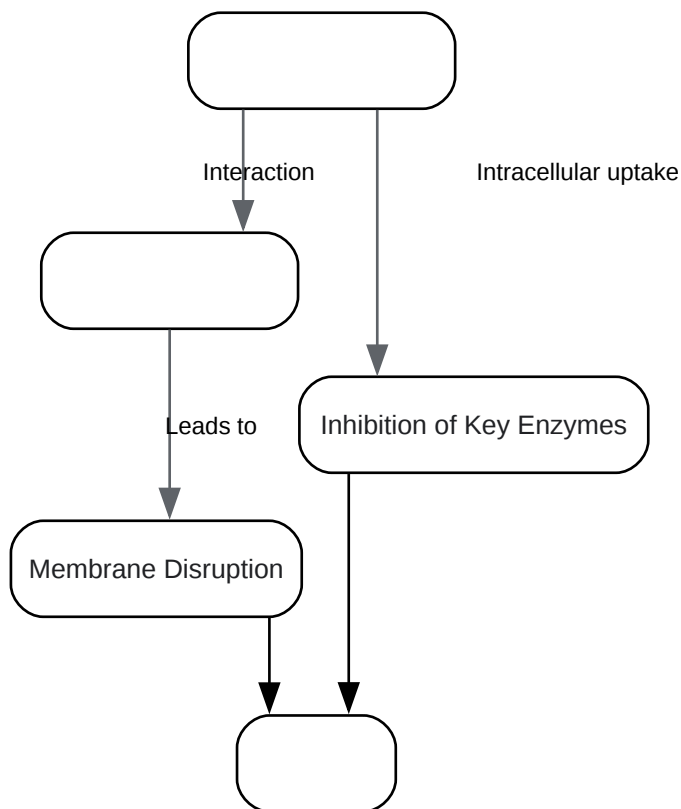 Interaction
Intracellular uptake
Leads to
Inhibition of Key Enzymes
Membrane Disruption